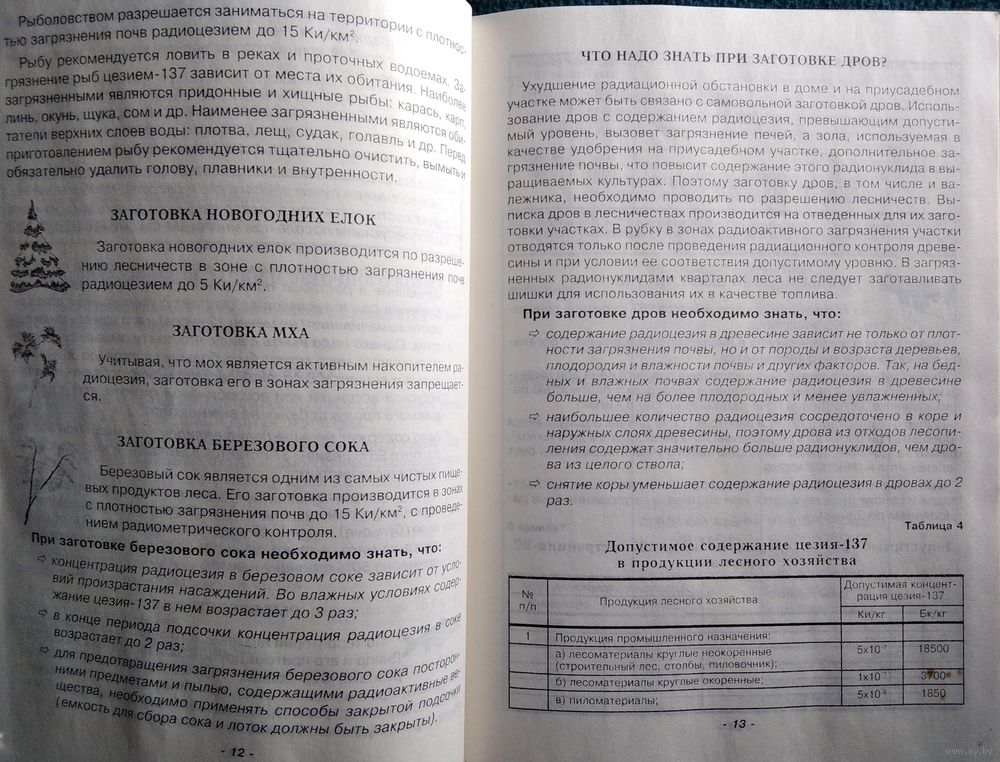 Рыболовством разрешается заниматься на территории с плотнос-
тью загрязнения почв радиоцезием до 15 Ки/км².
Рыбу рекомендуется ловить в реках и проточных водоемах. За-
грязнение рыб цезием-137 зависит от места их обитания. Наиболее
загрязненными являются придонные и хищные рыбы: карась, карп,
линь, окунь, щука, сом и др. Наименее загрязненными являются оби-
татели верхних слоев воды: плотва, лещ, судак, голавль и др. Перед
приготовлением рыбу рекомендуется тщательно очистить, вымыть и
обязательно удалить голову, плавники и внутренности.
ЗАГОТОВКА НОВОГОДНИХ ЕЛОК
Заготовка новогодних елок производится по разреше-
нию лесничеств в зоне с плотностью загрязнения почв
радиоцезием до 5 Ки/км².
ЗАГОТОВКА МХА
Учитывая, что мох является активным накопителем ра-
диоцезия, заготовка его в зонах загрязнения запрещает-
ся.
ЗАГОТОВКА БЕРЕЗОВОГО СОКА
Березовый сок является одним из самых чистых пище-
вых продуктов леса. Его заготовка производится в зонах
с плотностью загрязнения почв до 15 Ки/км², с проведе-
нием радиометрического контроля.
При заготовке березового сока необходимо знать, что:
⇨ концентрация радиоцезия в березовом соке зависит от усло-
вий произрастания насаждений. Во влажных условиях содер-
жание цезия-137 в нем возрастает до 3 раз;
⇨ в конце периода подсочки концентрация радиоцезия в соке
возрастает до 2 раз;
⇨ для предотвращения загрязнения березового сока посторон-
ними предметами и пылью, содержащими радиоактивные ве-
щества, необходимо применять способы закрытой подсочки
(емкость для сбора сока и лоток должны быть закрыты).
- 12 -
ЧТО НАДО ЗНАТЬ ПРИ ЗАГОТОВКЕ ДРОВ?
Ухудшение радиационной обстановки в доме и на приусадебном
участке может быть связано с самовольной заготовкой дров. Исполь-
зование дров с содержанием радиоцезия, превышающим допусти-
мый уровень, вызовет загрязнение печей, а зола, используемая в
качестве удобрения на приусадебном участке, дополнительное за-
грязнение почвы, что повысит содержание этого радионуклида в вы-
ращиваемых культурах. Поэтому заготовку дров, в том числе и ва-
лежника, необходимо проводить по разрешению лесничеств. Вы-
писка дров в лесничествах производится на отведенных для их заго-
товки участках. В рубку в зонах радиоактивного загрязнения участки
отводятся только после проведения радиационного контроля древе-
сины и при условии ее соответствия допустимому уровню. В загряз-
ненных радионуклидами кварталах леса не следует заготавливать
шишки для использования их в качестве топлива.
При заготовке дров необходимо знать, что:
⇨ содержание радиоцезия в древесине зависит не только от плот-
ности загрязнения почвы, но и от породы и возраста деревьев,
плодородия и влажности почвы и других факторов. Так, на бед-
ных и влажных почвах содержание радиоцезия в древесине
больше, чем на более плодородных и менее увлажненных;
⇨ наибольшее количество радиоцезия сосредоточено в коре и
наружных слоях древесины, поэтому дрова из отходов лесопи-
ления содержат значительно больше радионуклидов, чем дро-
ва из целого ствола;
⇨ снятие коры уменьшает содержание радиоцезия в дровах до 2
раз.
Таблица 4
Допустимое содержание цезия-137
в продукции лесного хозяйства
№ п/п Продукция лесного хозяйства Допустимая концент-
рация цезия-137
Ки/кг Бк/кг
1 Продукция промышленного назначения:
а) лесоматериалы круглые неокоренные 5x10⁻⁷ 18500
(строительный лес, столбы, пиловочник);
б) лесоматериалы круглые окоренные; 1x10⁻⁷ 3700
в) пиломатериалы; 5x10⁻⁸ 1850
- 13 -
www.ay.by